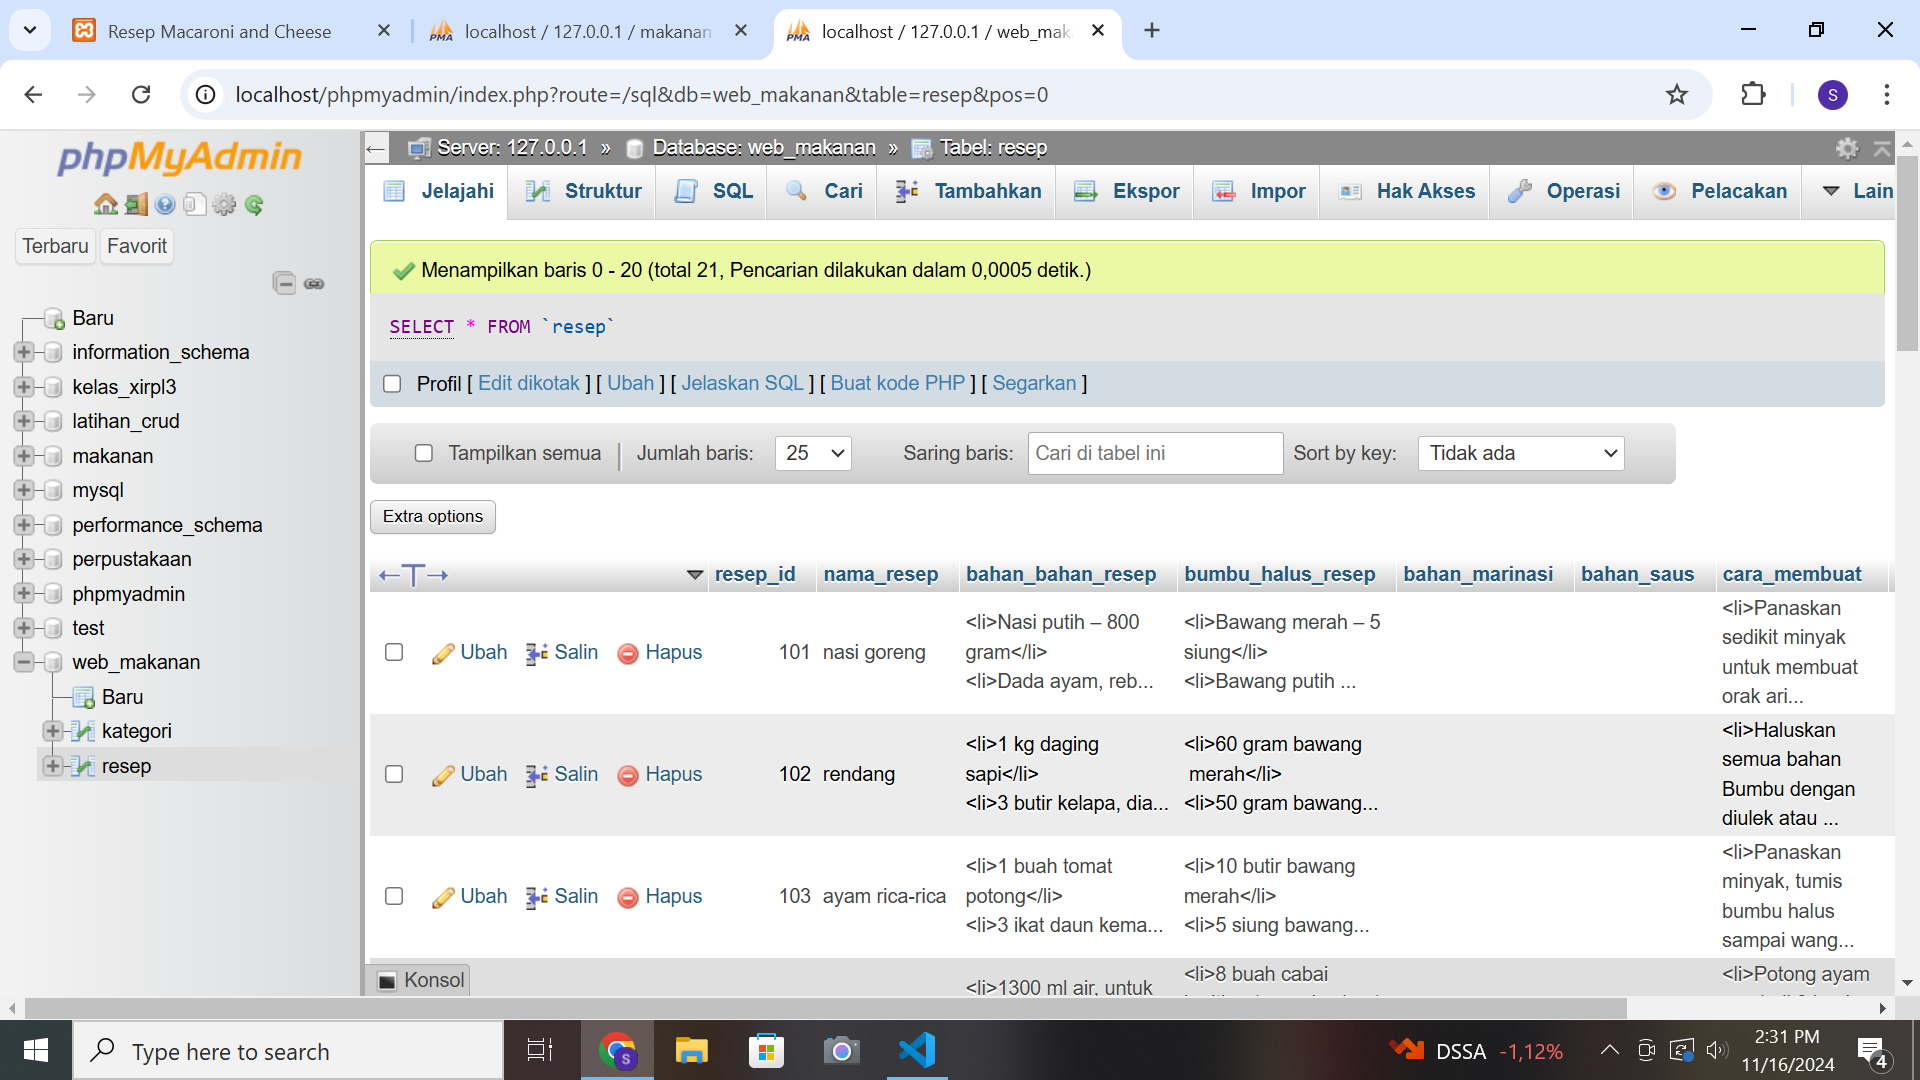 Resep Macaroni and Cheese
localhost / 127.0.0.1 / makanan
localhost / 127.0.0.1 / web_mak
localhost/phpmyadmin/index.php?route=/sql&db=web_makanan&table=resep&pos=0
S
phpMyAdmin
Terbaru
Favorit
Baru
information_schema
kelas_xirpl3
latihan_crud
makanan
mysql
performance_schema
perpustakaan
phpmyadmin
test
web_makanan
Baru
kategori
resep
Server: 127.0.0.1 » Database: web_makanan » Tabel: resep
Jelajahi Struktur SQL Cari Tambahkan Ekspor Impor Hak Akses Operasi Pelacakan Lain
Menampilkan baris 0 - 20 (total 21, Pencarian dilakukan dalam 0,0005 detik.)
SELECT * FROM `resep`
Profil [ Edit dikotak ] [ Ubah ] [ Jelaskan SQL ] [ Buat kode PHP ] [ Segarkan ]
Tampilkan semua | Jumlah baris: 25 Saring baris: Cari di tabel ini Sort by key: Tidak ada
Extra options
←T→ resep_id nama_resep bahan_bahan_resep bumbu_halus_resep bahan_marinasi bahan_saus cara_membuat
Ubah Salin Hapus 101 nasi goreng
<li>Nasi putih – 800
gram</li>
<li>Dada ayam, reb...
<li>Bawang merah – 5
siung</li>
<li>Bawang putih ...
<li>Panaskan
sedikit minyak
untuk membuat
orak ari...
Ubah Salin Hapus 102 rendang
<li>1 kg daging
sapi</li>
<li>3 butir kelapa, dia...
<li>60 gram bawang
merah</li>
<li>50 gram bawang...
<li>Haluskan
semua bahan
Bumbu dengan
diulek atau ...
Ubah Salin Hapus 103 ayam rica-rica
<li>1 buah tomat
potong</li>
<li>3 ikat daun kema...
<li>10 butir bawang
merah</li>
<li>5 siung bawang...
<li>Panaskan
minyak, tumis
bumbu halus
sampai wang...
<li>1300 ml air, untuk
<li>8 buah cabai
<li>Potong ayam
Konsol
Type here to search
S
DSSA -1,12%
2:31 PM
11/16/2024
4